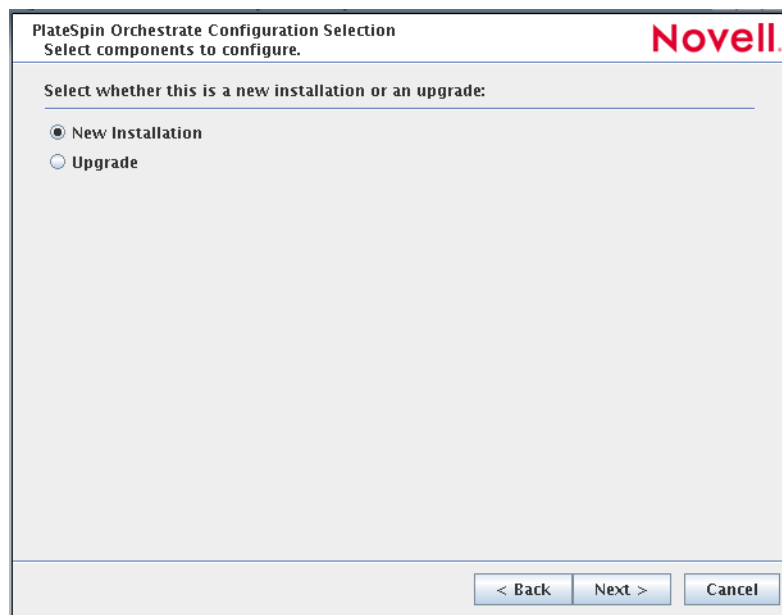 PlateSpin Orchestrate Configuration Selection
Select components to configure.
Novell.
Select whether this is a new installation or an upgrade:
New Installation
Upgrade
< Back
Next >
Cancel